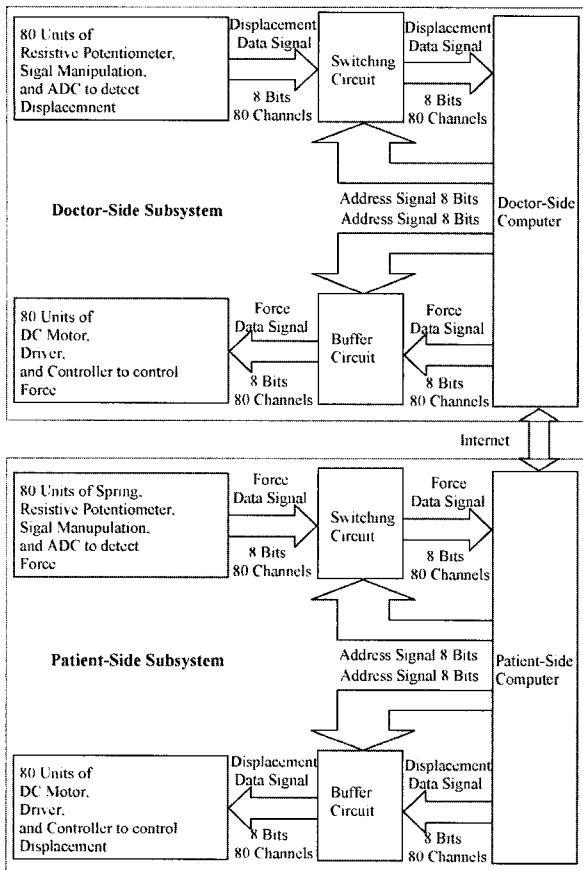 80 Units of
Resistive Potentiometer,
Sigal Manipulation,
and ADC to detect
Displacemnent
Displacement
Data Signal
8 Bits
80 Channels
Switching
Circuit
Displacement
Data Signal
8 Bits
80 Channels
Doctor-Side
Computer
Doctor-Side Subsystem
Address Signal 8 Bits
Address Signal 8 Bits
80 Units of
DC Motor,
Driver,
and Controller to control
Force
Force
Data Signal
8 Bits
80 Channels
Buffer
Circuit
Force
Data Signal
8 Bits
80 Channels
Internet
80 Units of Spring,
Resistive Potentiometer,
Sigal Manupulation,
and ADC to detect
Force
Force
Data Signal
8 Bits
80 Channels
Switching
Circuit
Force
Data Signal
8 Bits
80 Channels
Patient-Side
Computer
Patient-Side Subsystem
Address Signal 8 Bits
Address Signal 8 Bits
80 Units of
DC Motor,
Driver,
and Controller to control
Displacement
Displacement
Data Signal
8 Bits
80 Channels
Buffer
Circuit
Displacement
Data Signal
8 Bits
80 Channels